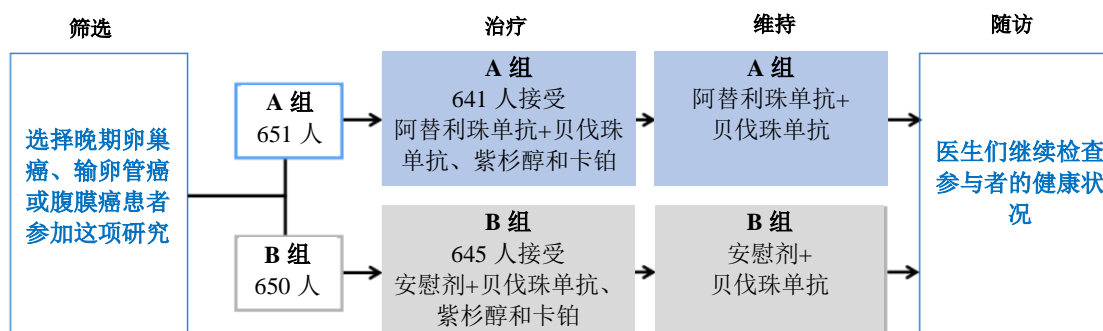 筛选
治疗
维持
随访
选择晚期卵巢
癌、输卵管癌
或腹膜癌患者
参加这项研究
A 组
651 人
B 组
650 人
A 组
641 人接受
阿替利珠单抗+贝伐珠
单抗、紫杉醇和卡铂
B 组
645 人接受
安慰剂+贝伐珠单抗、
紫杉醇和卡铂
A 组
阿替利珠单抗+
贝伐珠单抗
B 组
安慰剂+
贝伐珠单抗
医生们继续检查
参与者的健康状
况